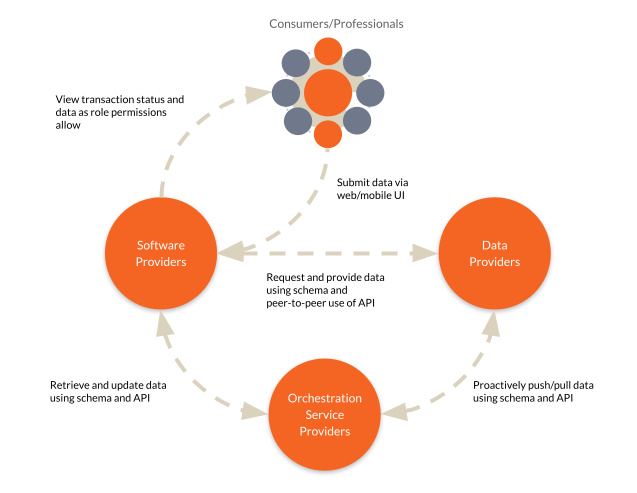 Consumers/Professionals
View transaction status and
data as role permissions
allow
Submit data via
web/mobile UI
Software
Providers
Data
Providers
Request and provide data
using schema and
peer-to-peer use of API
Retrieve and update data
using schema and API
Orchestration
Service
Providers
Proactively push/pull data
using schema and API